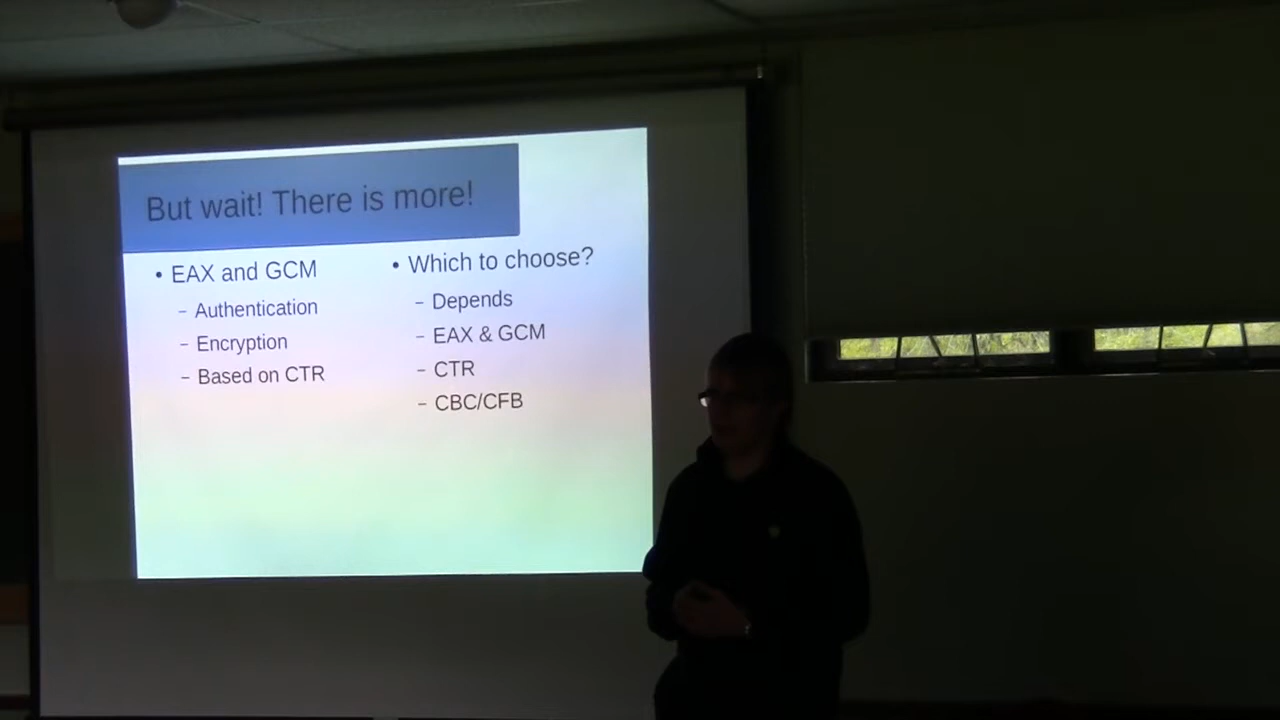 But wait! There is more!
• EAX and GCM
– Authentication
– Encryption
– Based on CTR
• Which to choose?
– Depends
– EAX & GCM
– CTR
– CBC/CFB